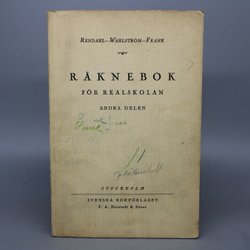 RENDAHL—WAHLSTRÖM—FRANK
RÄKNEBOK
FÖR REALSKOLAN
ANDRA DELEN
STOCKHOLM
SVENSKA BOKFÖRLAGET
P. A. Norstedt & Söner